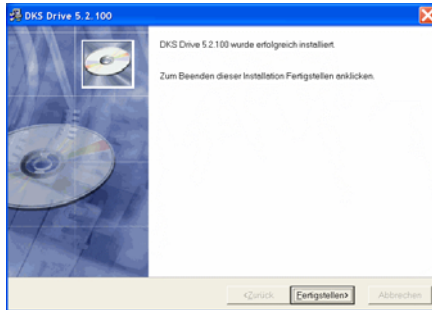 DKS Drive 5.2.100
DKS Drive 5.2.100 wurde erfolgreich installiert.
Zum Beenden dieser Installation Fertigstellen anklicken.
<Zurück Fertigstellen> Abbrechen